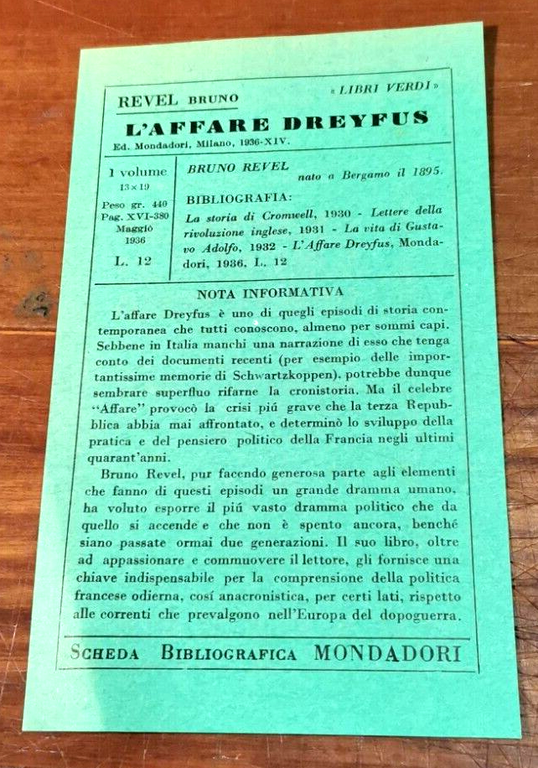 REVEL BRUNO
« LIBRI VERDI »
L'AFFARE DREYFUS
Ed. Mondadori, Milano, 1936-XIV.
1 volume
13 × 19
Peso gr. 440
Pag. XVI-380
Maggio
1936
L. 12
BRUNO REVEL
nato a Bergamo il 1895.
BIBLIOGRAFIA:
La storia di Cromwell, 1930 - Lettere della
rivoluzione inglese, 1931 - La vita di Gusta-
vo Adolfo, 1932 - L'Affare Dreyfus, Monda-
dori, 1936, L. 12
NOTA INFORMATIVA
L'affare Dreyfus è uno di quegli episodi di storia con-
temporanea che tutti conoscono, almeno per sommi capi.
Sebbene in Italia manchi una narrazione di esso che tenga
conto dei documenti recenti (per esempio delle impor-
tantissime memorie di Schwartzkoppen), potrebbe dunque
sembrare superfluo rifarne la cronistoria. Ma il celebre
"Affare" provocò la crisi piú grave che la terza Repub-
blica abbia mai affrontato, e determinò lo sviluppo della
pratica e del pensiero politico della Francia negli ultimi
quarant'anni.
Bruno Revel, pur facendo generosa parte agli elementi
che fanno di questi episodi un grande dramma umano,
ha voluto esporre il piú vasto dramma politico che da
quello si accende e che non è spento ancora, benché
siano passate ormai due generazioni. Il suo libro, oltre
ad appassionare e commuovere il lettore, gli fornisce una
chiave indispensabile per la comprensione della politica
francese odierna, cosí anacronistica, per certi lati, rispetto
alle correnti che prevalgono nell'Europa del dopoguerra.
SCHEDA BIBLIOGRAFICA MONDADORI